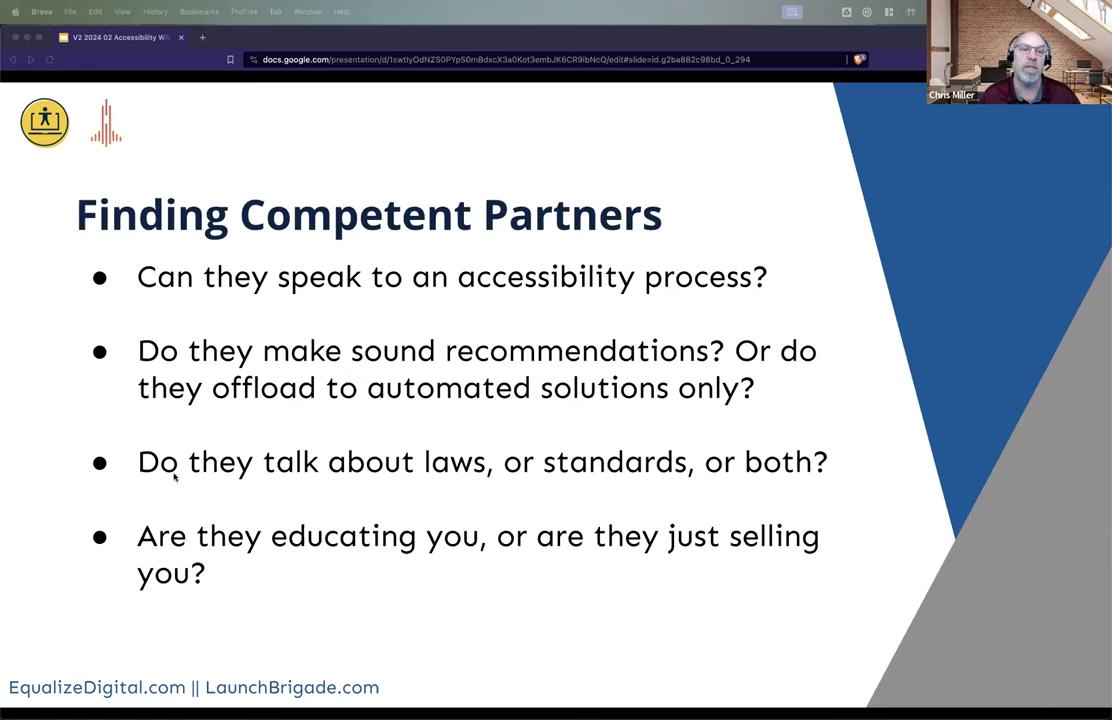 Brave File Edit View History Bookmarks Profiles Tab Window Help
V2 2024 02 Accessibility Wit
docs.google.com/presentation/d/1swtIyOdNZS0PYpS0mBdxcX3a0Kot3embJK6CR9ibNcQ/edit#slide=id.g2ba882c98bd_0_294
Chris Miller
Finding Competent Partners
● Can they speak to an accessibility process?
● Do they make sound recommendations? Or do
they offload to automated solutions only?
● Do they talk about laws, or standards, or both?
● Are they educating you, or are they just selling
you?
EqualizeDigital.com || LaunchBrigade.com